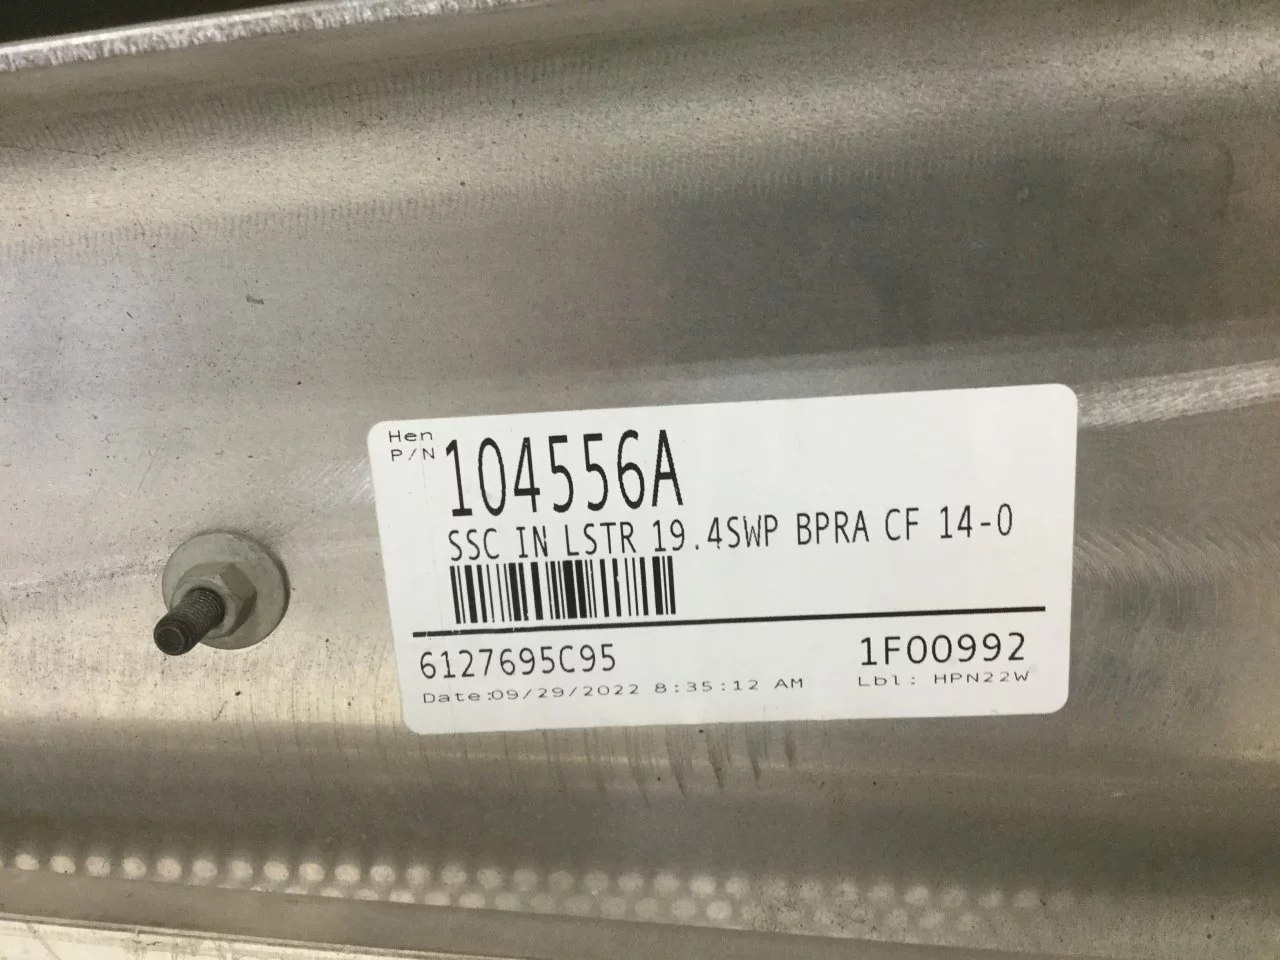 Hen
P/N 104556A
SSC IN LSTR 19.4SWP BPRA CF 14-0
6127695C95 1F00992
Date:09/29/2022 8:35:12 AM Lbl: HPN22W